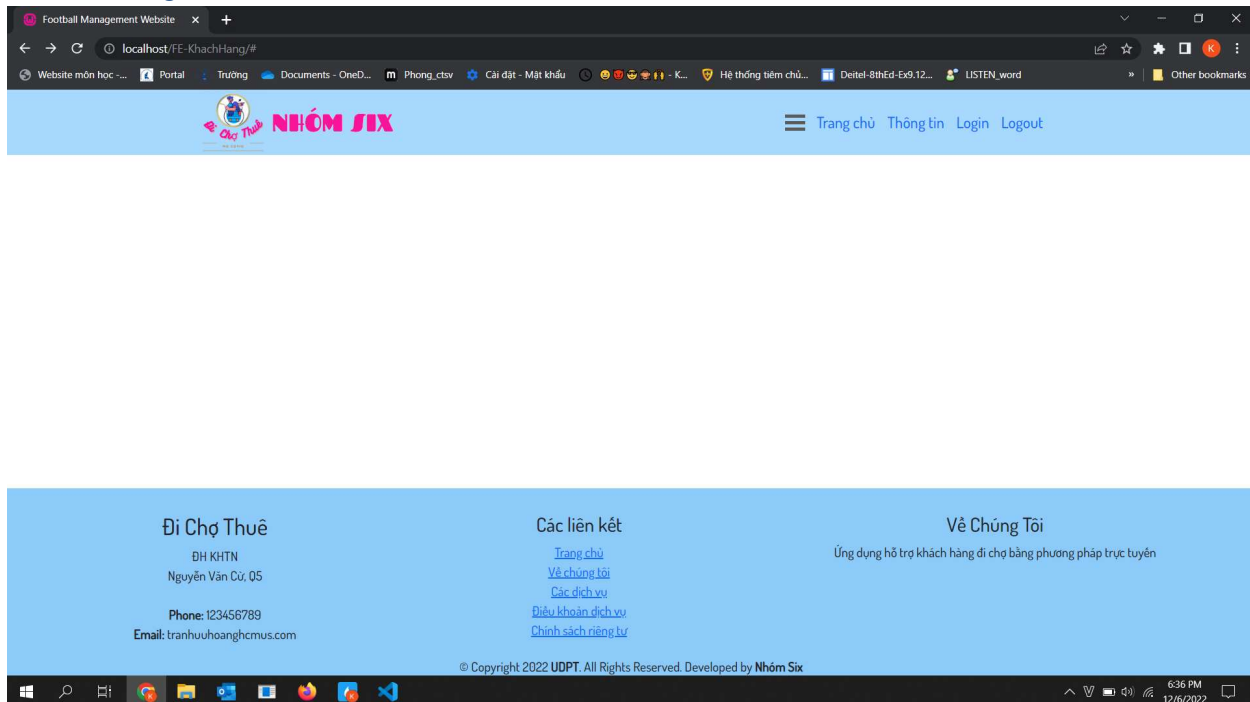 Football Management Website
localhost/FE-KhachHang/#
Website môn học -... Portal Trường Documents - OneD... Phong_ctsv Cài đặt - Mật khẩu - K... Hệ thống tiêm chủ... Deitel-8thEd-Ex9.12... LISTEN_word » Other bookmarks
Đi Chợ Thuê NHÓM SIX Trang chủ Thông tin Login Logout
Đi Chợ Thuê
ĐH KHTN
Nguyễn Văn Cừ, Q5
Phone: 123456789
Email: tranhuuhoanghcmus.com
Các liên kết
Trang chủ
Về chúng tôi
Các dịch vụ
Điều khoản dịch vụ
Chính sách riêng tư
Về Chúng Tôi
Ứng dụng hỗ trợ khách hàng đi chợ bằng phương pháp trực tuyến
© Copyright 2022 UDPT. All Rights Reserved. Developed by Nhóm Six
6:36 PM
12/6/2022